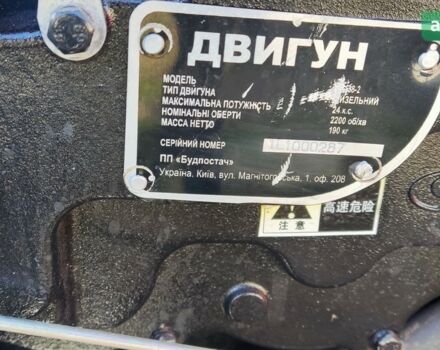 ДВИГУН
МОДЕЛЬ
ТИП ДВИГУНА ДИЗЕЛЬНИЙ
МАКСИМАЛЬНА ПОТУЖНІСТЬ 24 к.с.
НОМІНАЛЬНІ ОБЕРТИ 2200 об/хв
МАССА НЕТТО 190 кг
СЕРІЙНИЙ НОМЕР
ПП «Будпостач»
Україна. Київ, вул. Магнітогорська, 1. оф. 208
高速危险
注意